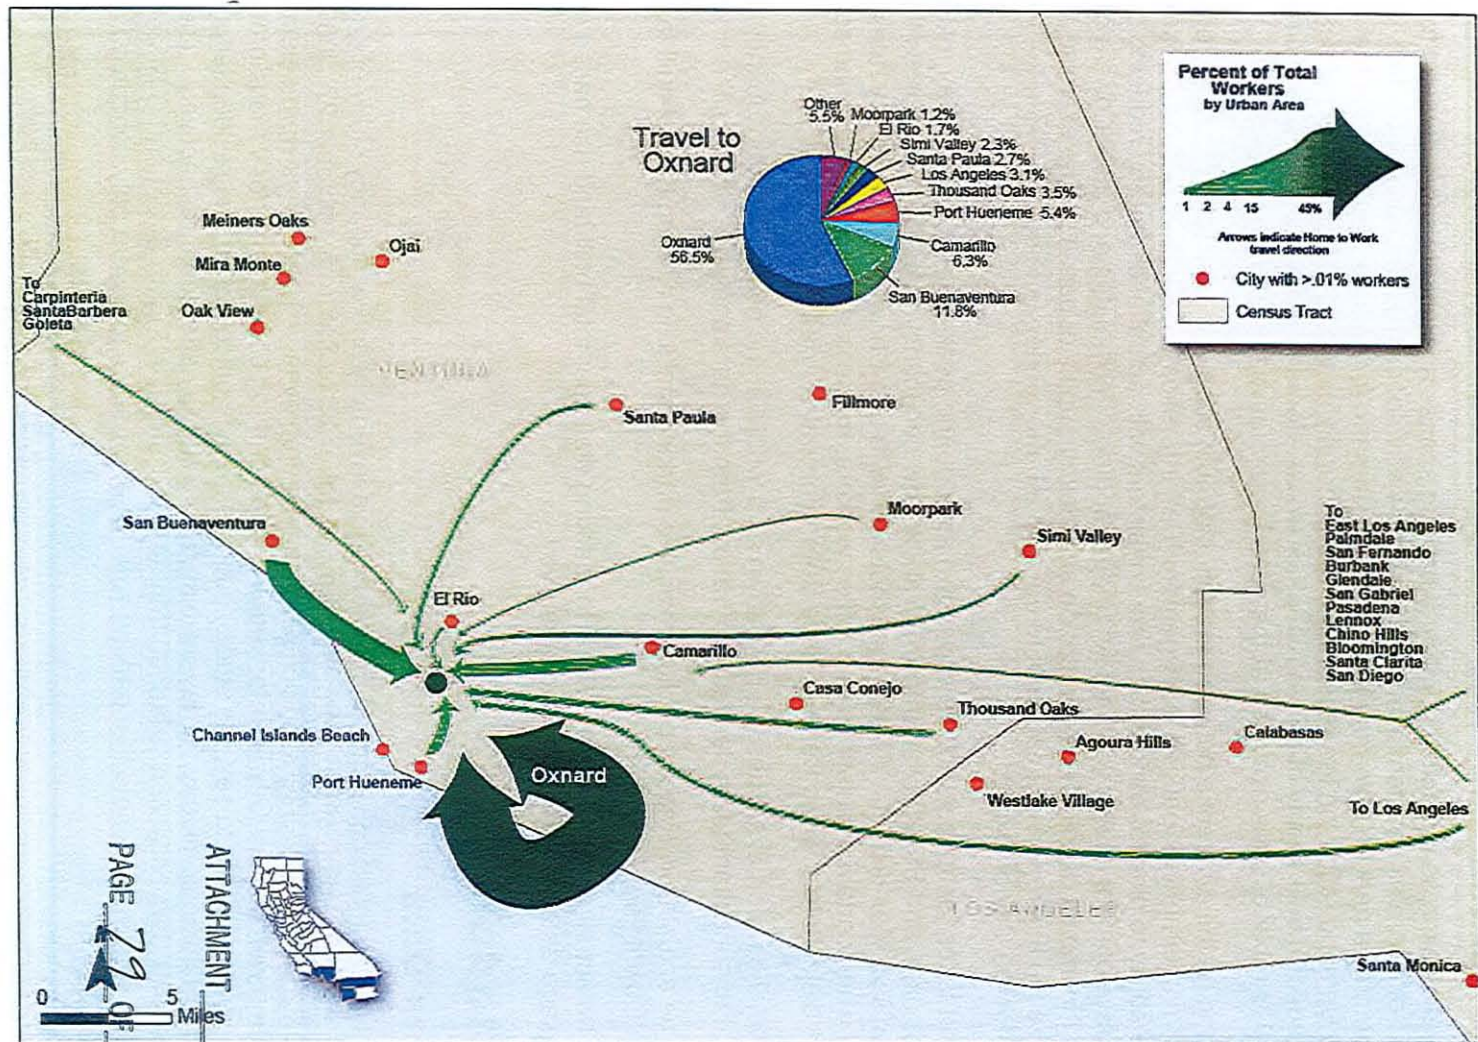 Percent of Total
Workers
by Urban Area
1 2 4 15 45%
Arrows indicate Home to Work
travel direction
City with >.01% workers
Census Tract
Travel to
Oxnard
Other
5.5%
Moorpark 1.2%
El Rio 1.7%
Simi Valley 2.3%
Santa Paula 2.7%
Los Angeles 3.1%
Thousand Oaks 3.5%
Port Hueneme 5.4%
Camarillo
6.3%
San Buenaventura
11.8%
Oxnard
56.5%
Meiners Oaks
Mira Monte
Ojai
Oak View
To
Carpinteria
SantaBarbera
Goleta
VENTURA
Santa Paula
Fillmore
San Buenaventura
Moorpark
Simi Valley
El Rio
Camarillo
To
East Los Angeles
Palmdale
San Fernando
Burbank
Glendale
San Gabriel
Pasadena
Lennox
Chino Hills
Bloomington
Santa Clarita
San Diego
Casa Conejo
Thousand Oaks
Channel Islands Beach
Port Hueneme
Oxnard
Agoura Hills
Calabasas
Westlake Village
To Los Angeles
LOS ANGELES
Santa Monica
ATTACHMENT
PAGE 79 OF
0 5
Miles